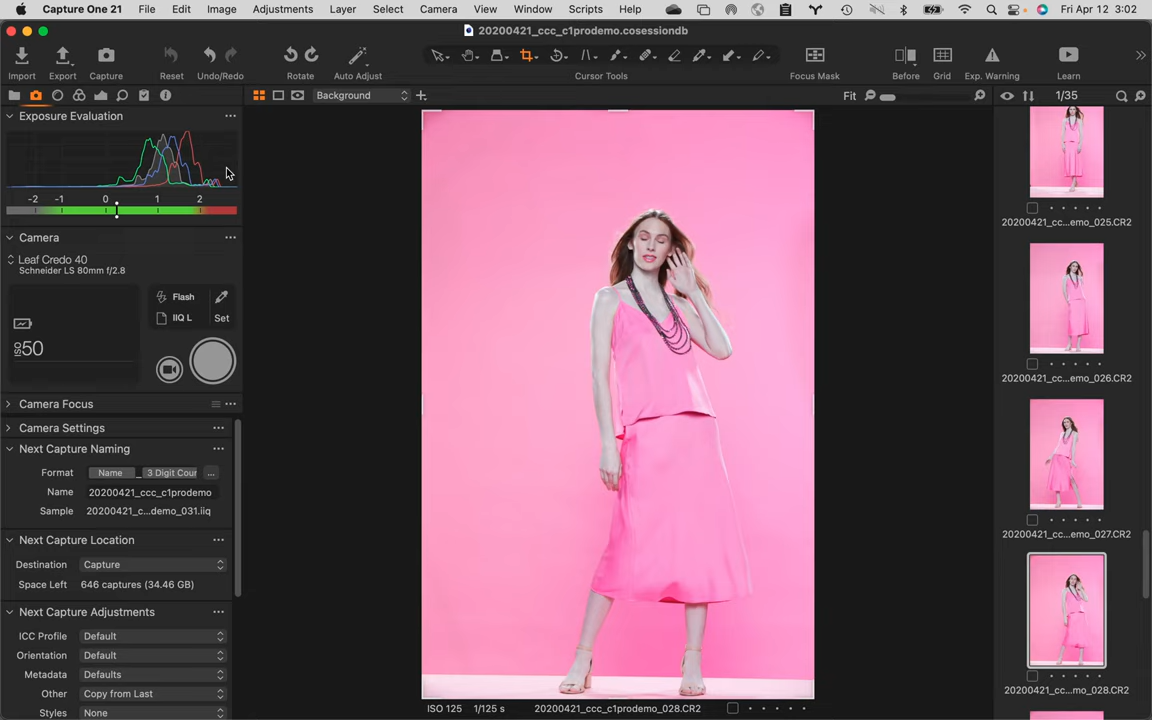 Capture One 21 File Edit Image Adjustments Layer Select Camera View Window Scripts Help Fri Apr 12 3:02
20200421_ccc_c1prodemo.cosessiondb
Import Export Capture Reset Undo/Redo Rotate Auto Adjust Cursor Tools Focus Mask Before Grid Exp. Warning Learn
Background Fit 1/35
Exposure Evaluation
-2 -1 0 1 2
Camera
Leaf Credo 40
Schneider LS 80mm f/2.8
Flash
IIQ L Set
ISO 50
Camera Focus
Camera Settings
Next Capture Naming
Format Name _ 3 Digit Cour ...
Name 20200421_ccc_c1prodemo
Sample 20200421_c...demo_031.iiq
Next Capture Location
Destination Capture
Space Left 646 captures (34.46 GB)
Next Capture Adjustments
ICC Profile Default
Orientation Default
Metadata Defaults
Other Copy from Last
Styles None
ISO 125 1/125 s 20200421_ccc_c1prodemo_028.CR2
20200421_cc...emo_025.CR2
20200421_cc...emo_026.CR2
20200421_cc...emo_027.CR2
20200421_cc...mo_028.CR2